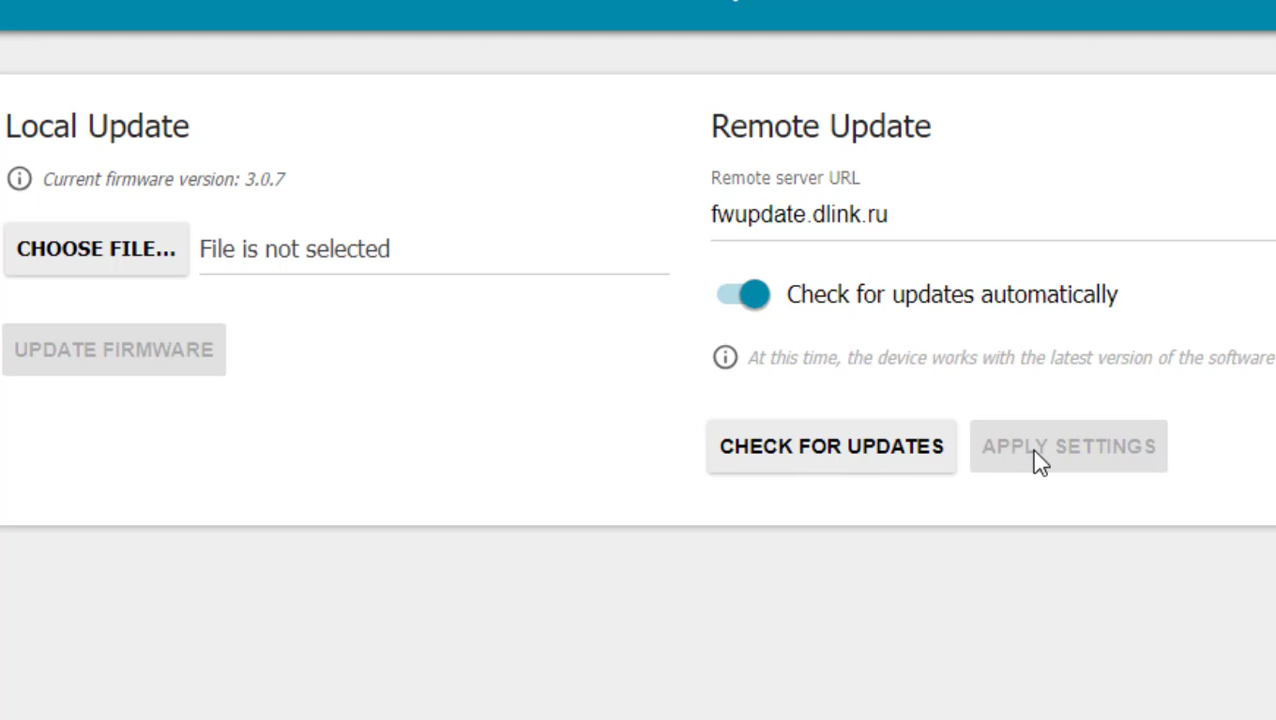 Local Update
Current firmware version: 3.0.7
CHOOSE FILE...
File is not selected
UPDATE FIRMWARE
Remote Update
Remote server URL
fwupdate.dlink.ru
Check for updates automatically
At this time, the device works with the latest version of the software
CHECK FOR UPDATES
APPLY SETTINGS